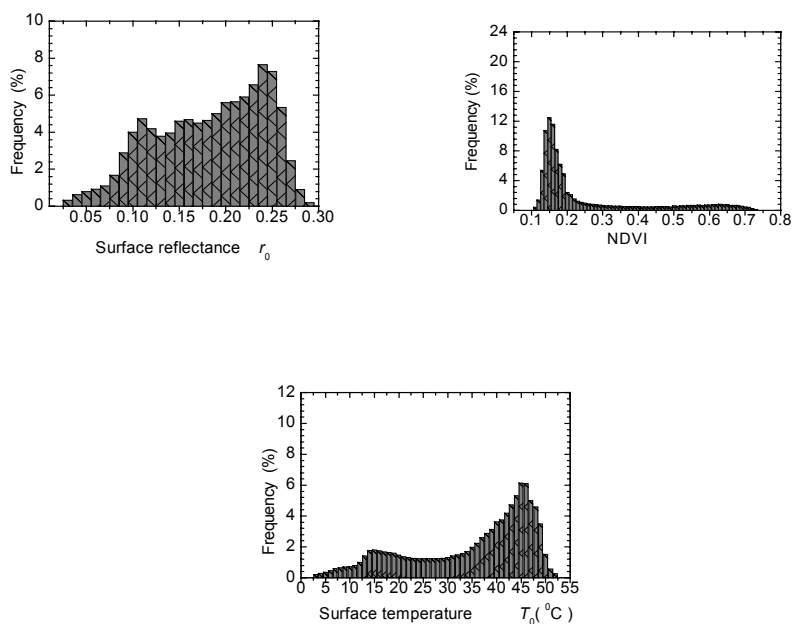 10
8
6
4
2
0
Frequency (%)
0.05 0.10 0.15 0.20 0.25 0.30
Surface reflectance r₀
24
20
16
12
8
4
0
Frequency (%)
0.1 0.2 0.3 0.4 0.5 0.6 0.7 0.8
NDVI
12
10
8
6
4
2
0
Frequency (%)
0 5 10 15 20 25 30 35 40 45 50 55
Surface temperature T₀( ⁰C)